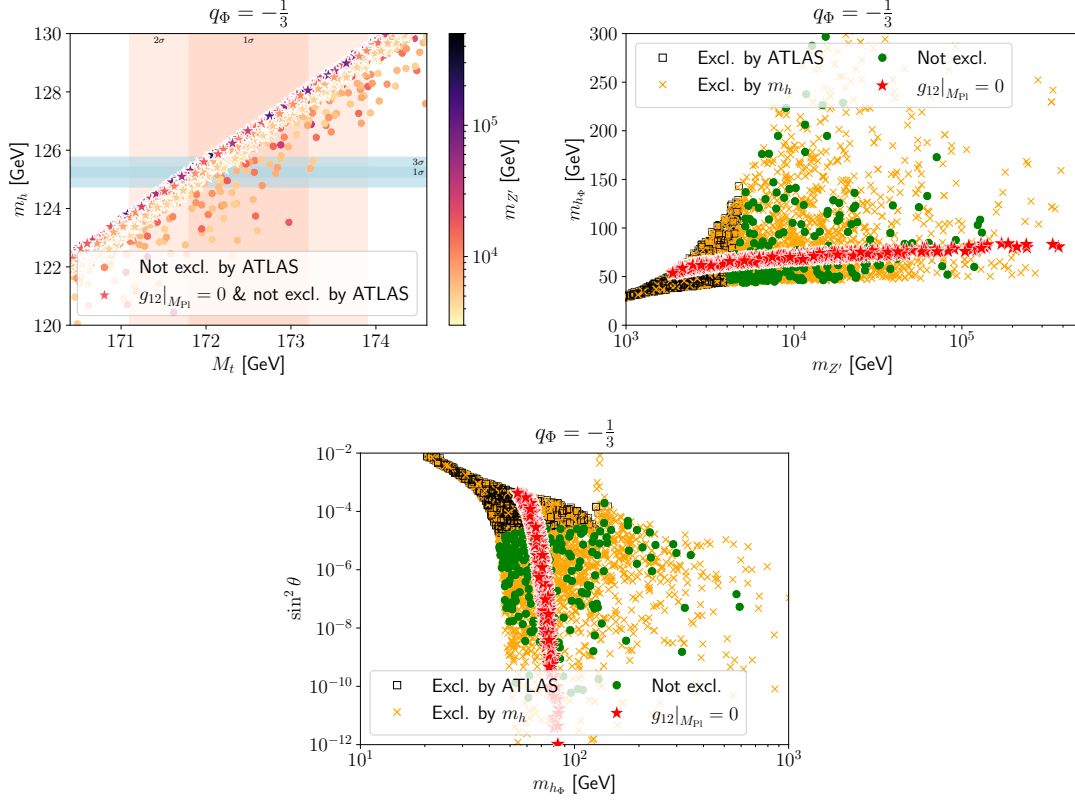 q_Φ = −1/3
130
128
126
124
122
120
m_h [GeV]
2σ
1σ
3σ
1σ
Not excl. by ATLAS
g_12|_{M_Pl} = 0 & not excl. by ATLAS
171
172
173
174
M_t [GeV]
10^5
10^4
m_{Z'} [GeV]
q_Φ = −1/3
300
250
200
150
100
50
0
m_{h_Φ} [GeV]
Excl. by ATLAS
Excl. by m_h
Not excl.
g_12|_{M_Pl} = 0
10^3
10^4
10^5
m_{Z'} [GeV]
q_Φ = −1/3
10^−2
10^−4
10^−6
10^−8
10^−10
10^−12
sin² θ
Excl. by ATLAS
Excl. by m_h
Not excl.
g_12|_{M_Pl} = 0
10^1
10^2
10^3
m_{h_Φ} [GeV]